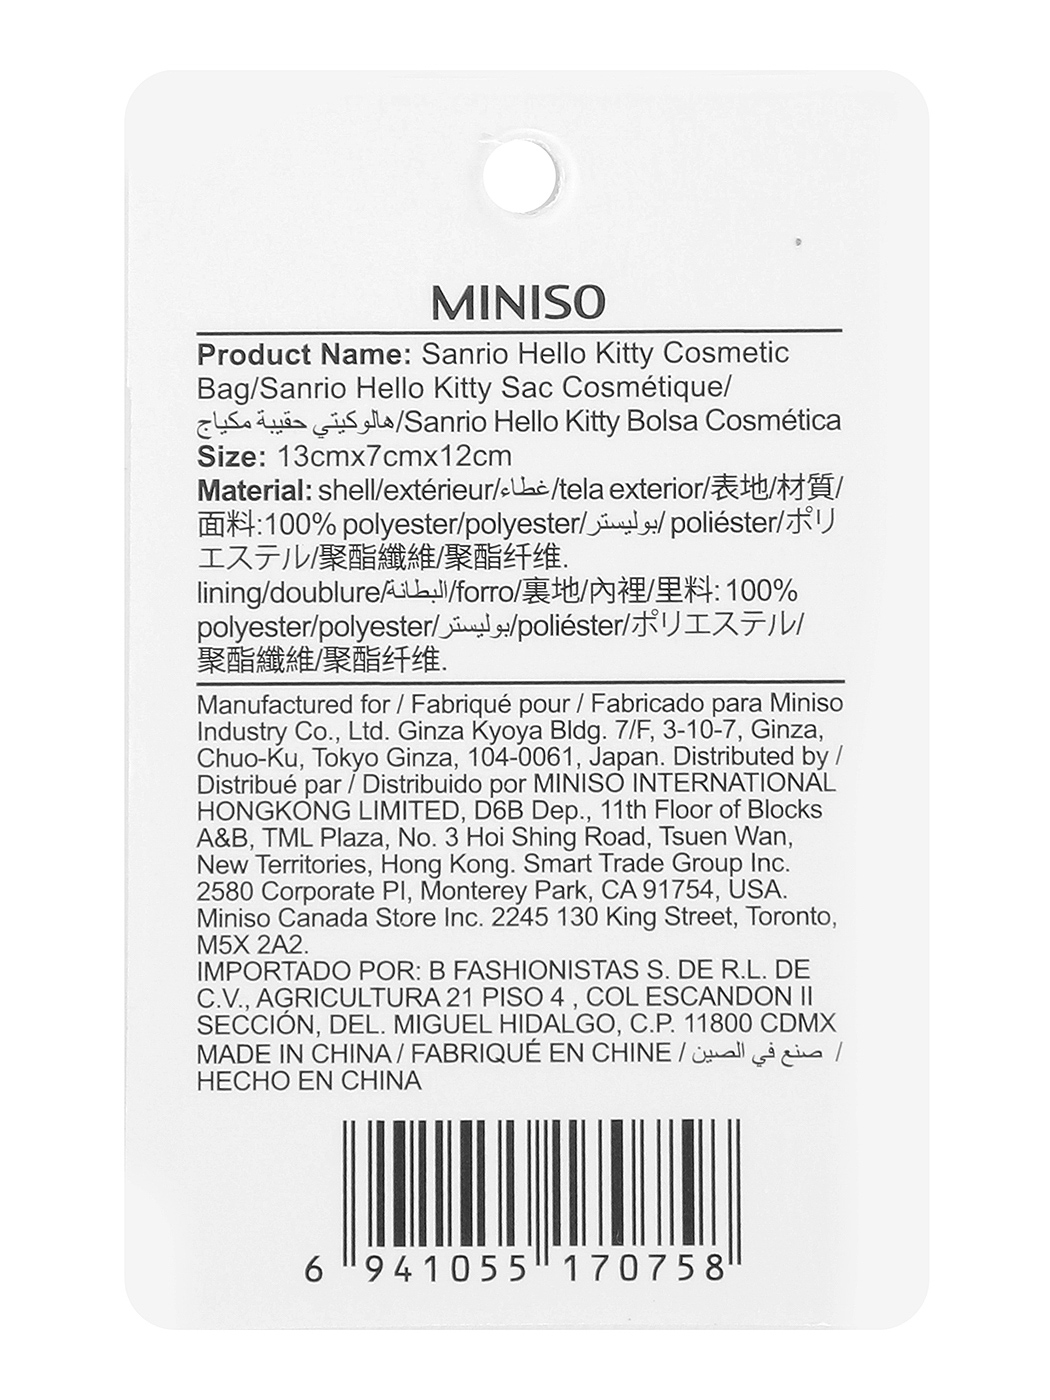 MINISO
Product Name: Sanrio Hello Kitty Cosmetic
Bag/Sanrio Hello Kitty Sac Cosmétique/
هالوكيتي حقيبة مكياج/Sanrio Hello Kitty Bolsa Cosmética
Size: 13cmx7cmx12cm
Material: shell/extérieur/غطاء/tela exterior/表地/材質/
面料:100% polyester/polyester/بوليستر/ poliéster/ポリ
エステル/聚酯纖維/聚酯纤维.
lining/doublure/البطانة/forro/裏地/內裡/里料: 100%
polyester/polyester/بوليستر/poliéster/ポリエステル/
聚酯纖維/聚酯纤维.
Manufactured for / Fabriqué pour / Fabricado para Miniso
Industry Co., Ltd. Ginza Kyoya Bldg. 7/F, 3-10-7, Ginza,
Chuo-Ku, Tokyo Ginza, 104-0061, Japan. Distributed by /
Distribué par / Distribuido por MINISO INTERNATIONAL
HONGKONG LIMITED, D6B Dep., 11th Floor of Blocks
A&B, TML Plaza, No. 3 Hoi Shing Road, Tsuen Wan,
New Territories, Hong Kong. Smart Trade Group Inc.
2580 Corporate Pl, Monterey Park, CA 91754, USA.
Miniso Canada Store Inc. 2245 130 King Street, Toronto,
M5X 2A2.
IMPORTADO POR: B FASHIONISTAS S. DE R.L. DE
C.V., AGRICULTURA 21 PISO 4 , COL ESCANDON II
SECCIÓN, DEL. MIGUEL HIDALGO, C.P. 11800 CDMX
MADE IN CHINA / FABRIQUÉ EN CHINE / صنع في الصين /
HECHO EN CHINA
6 941055 170758